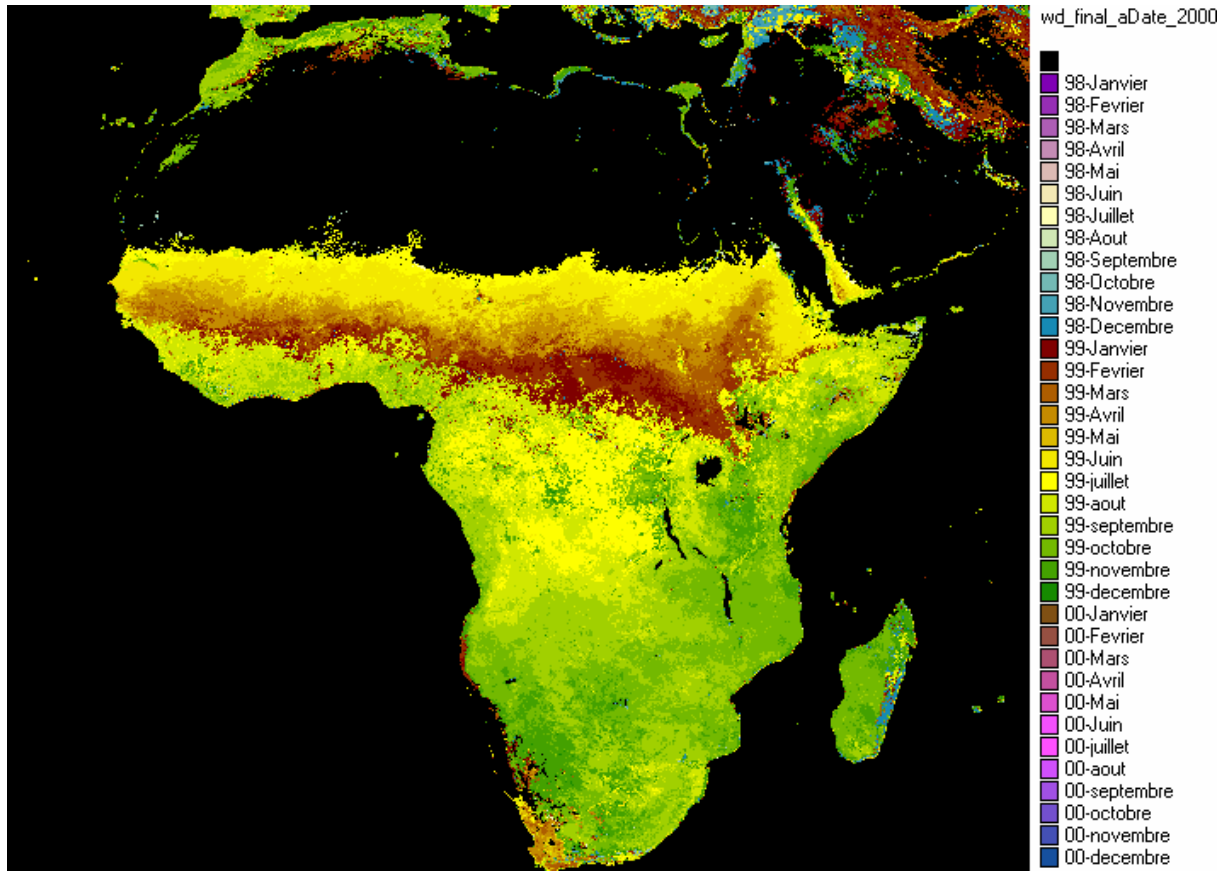 wd_final_aDate_2000
98-Janvier
98-Fevrier
98-Mars
98-Avril
98-Mai
98-Juin
98-Juillet
98-Aout
98-Septembre
98-Octobre
98-Novembre
98-Decembre
99-Janvier
99-Fevrier
99-Mars
99-Avril
99-Mai
99-Juin
99-juillet
99-aout
99-septembre
99-octobre
99-novembre
99-decembre
00-Janvier
00-Fevrier
00-Mars
00-Avril
00-Mai
00-Juin
00-juillet
00-aout
00-septembre
00-octobre
00-novembre
00-decembre